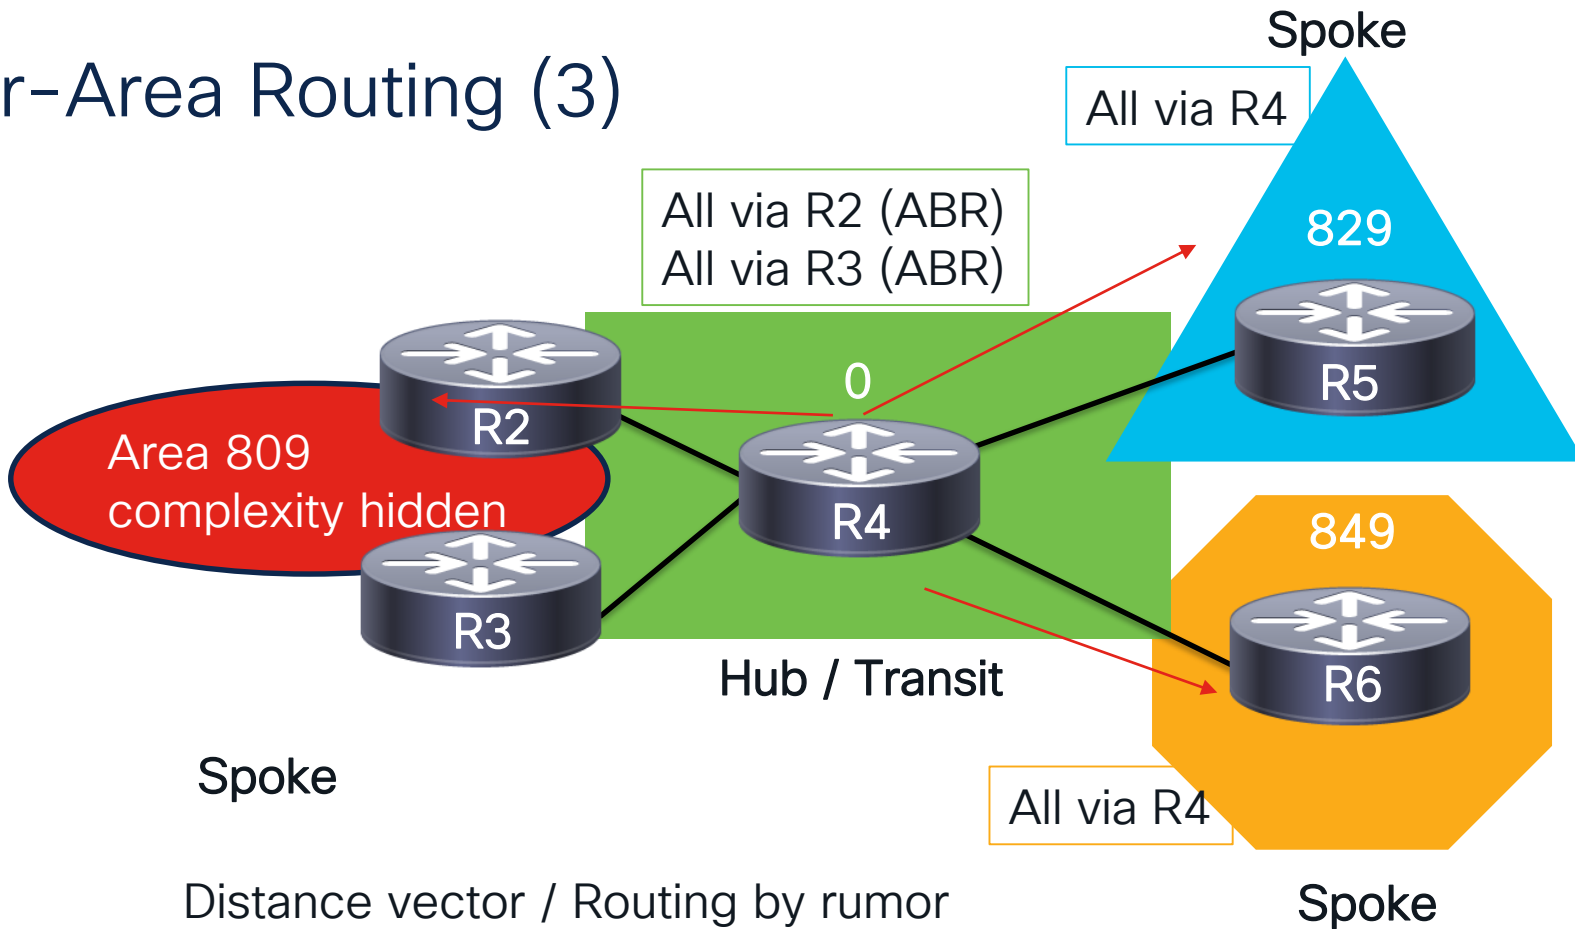 Spoke
r-Area Routing (3)
All via R4
All via R2 (ABR)
All via R3 (ABR)
829
0
R5
R2
Area 809
complexity hidden
R4
849
R3
Hub / Transit
R6
Spoke
All via R4
Distance vector / Routing by rumor
Spoke